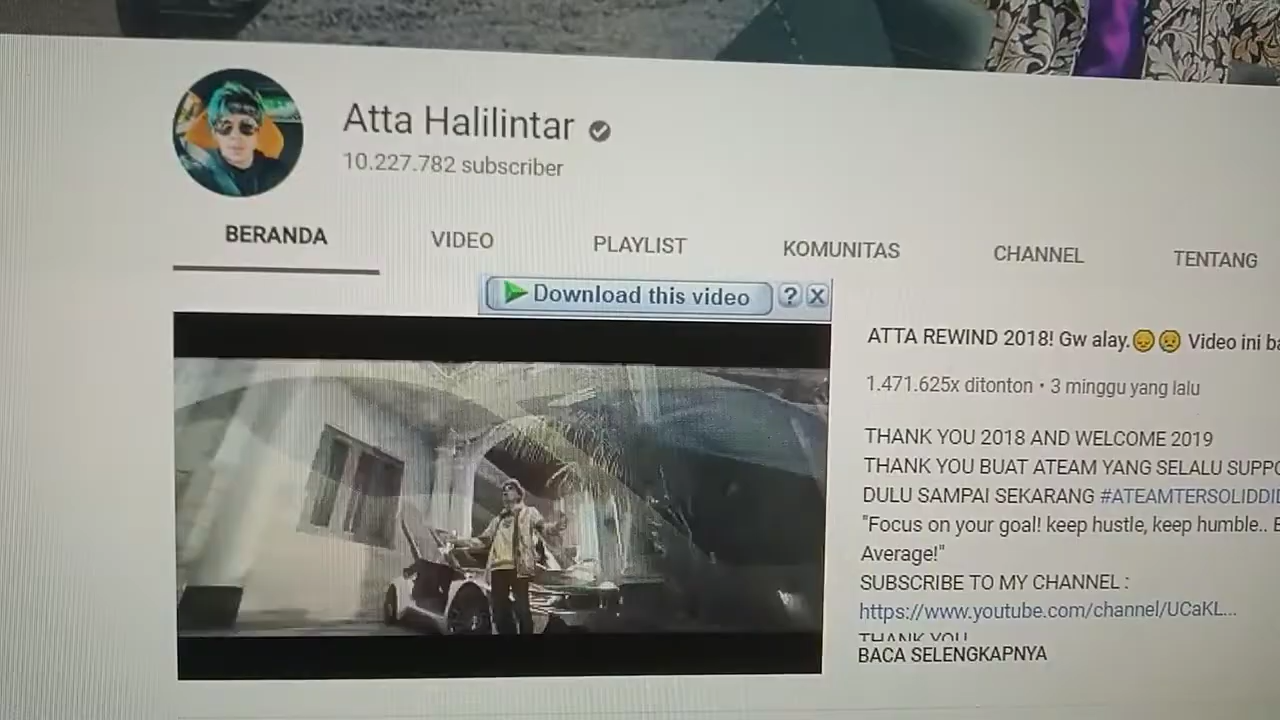 Atta Halilintar
10.227.782 subscriber
BERANDA VIDEO PLAYLIST KOMUNITAS CHANNEL TENTANG
Download this video ? X
ATTA REWIND 2018! Gw alay.😞😢 Video ini
1.471.625x ditonton • 3 minggu yang lalu
THANK YOU 2018 AND WELCOME 2019
THANK YOU BUAT ATEAM YANG SELALU
DULU SAMPAI SEKARANG
"Focus on your goal! keep hustle, keep humble..
Average!"
SUBSCRIBE TO MY CHANNEL :
https://www.youtube.com/channel/UCaKL...
THANK YOU
BACA SELENGKAPNYA